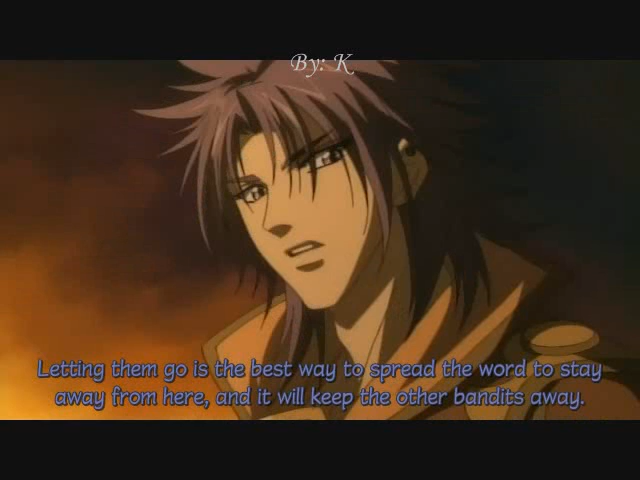 By: K
Letting them go is the best way to spread the word to stay
away from here, and it will keep the other bandits away.